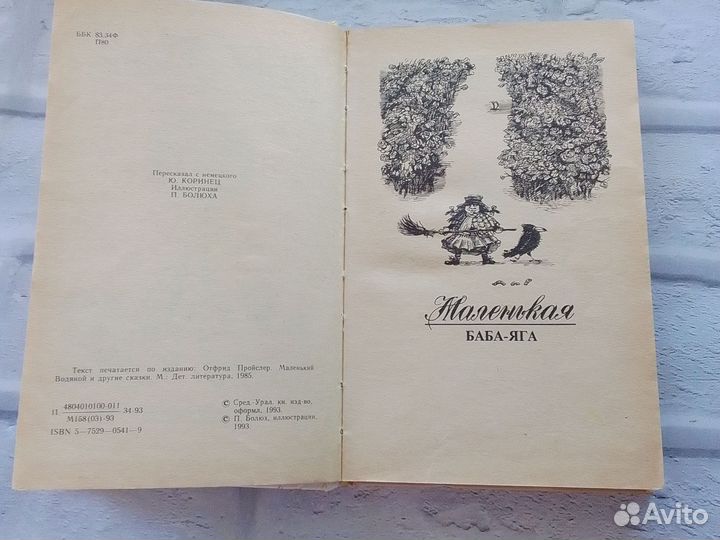 ББК 83.34Ф
П80
Пересказал с немецкого
Ю. КОРИНЕЦ
Иллюстрации
П. БОЛЮХА
Текст печатается по изданию: Отфрид Пройслер. Маленький
Водяной и другие сказки. М.: Дет. литература, 1985.
П 4804010100-011 34-93
М158(03)-93
ISBN 5—7529—0541—9
© Сред.-Урал. кн. изд-во,
оформл., 1993.
© П. Болюх, иллюстрации,
1993.
Маленькая
БАБА-ЯГА
Avito